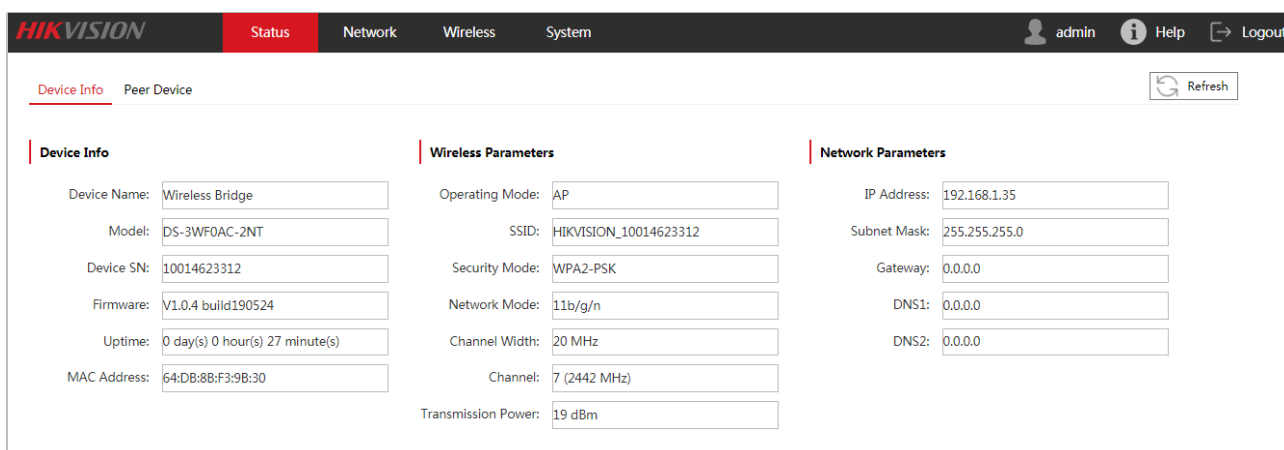 HIKVISION Status Network Wireless System admin Help Logout
Device Info Peer Device Refresh
Device Info
Device Name: Wireless Bridge
Model: DS-3WF0AC-2NT
Device SN: 10014623312
Firmware: V1.0.4 build190524
Uptime: 0 day(s) 0 hour(s) 27 minute(s)
MAC Address: 64:DB:8B:F3:9B:30
Wireless Parameters
Operating Mode: AP
SSID: HIKVISION_10014623312
Security Mode: WPA2-PSK
Network Mode: 11b/g/n
Channel Width: 20 MHz
Channel: 7 (2442 MHz)
Transmission Power: 19 dBm
Network Parameters
IP Address: 192.168.1.35
Subnet Mask: 255.255.255.0
Gateway: 0.0.0.0
DNS1: 0.0.0.0
DNS2: 0.0.0.0